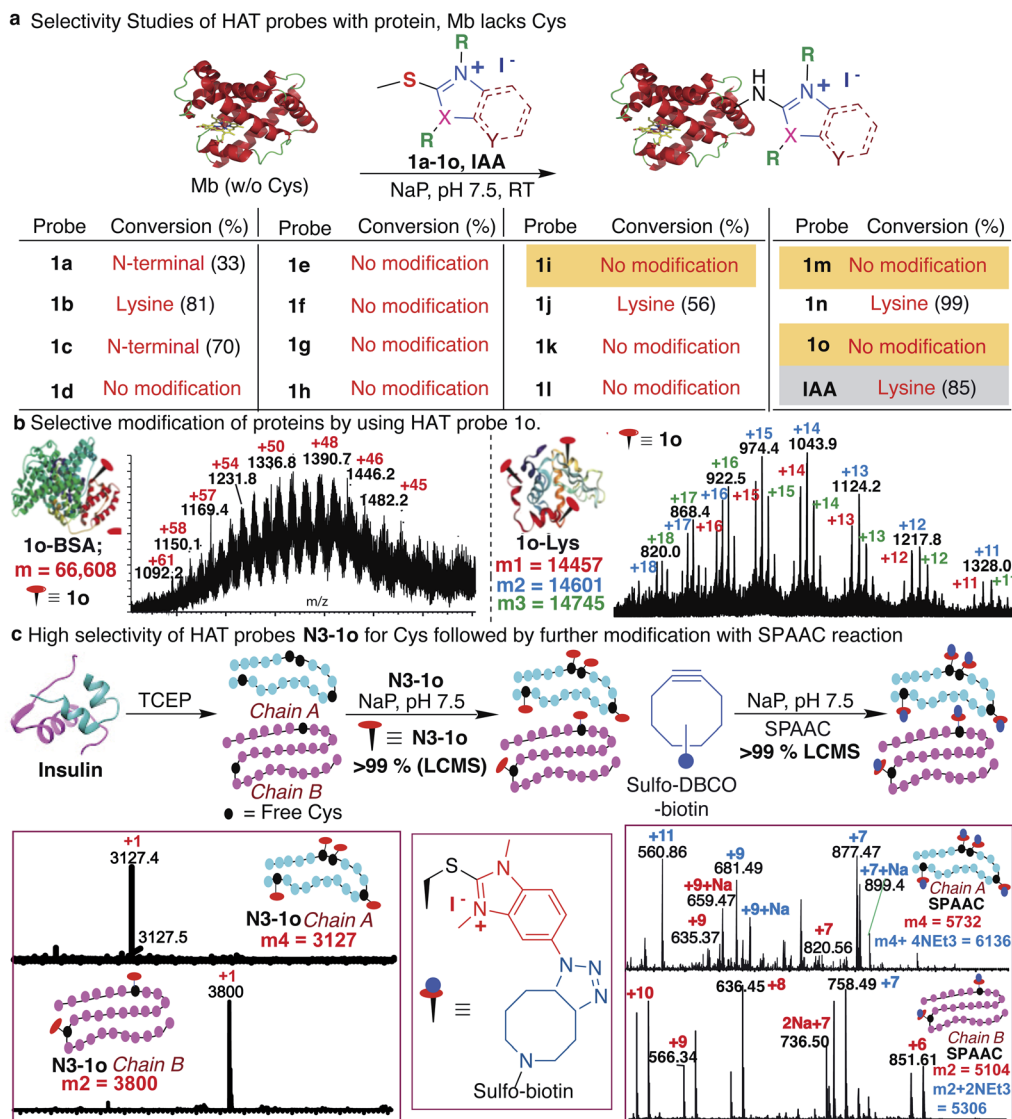 a Selectivity Studies of HAT probes with protein, Mb lacks Cys
Mb (w/o Cys)
S
R
N
+
I -
X
R
Y
1a-1o, IAA
NaP, pH 7.5, RT
H
N
R
N
+
I -
X
R
Y
Probe Conversion (%) Probe Conversion (%) Probe Conversion (%) Probe Conversion (%)
1a N-terminal (33) 1e No modification 1i No modification 1m No modification
1b Lysine (81) 1f No modification 1j Lysine (56) 1n Lysine (99)
1c N-terminal (70) 1g No modification 1k No modification 1o No modification
1d No modification 1h No modification 1l No modification IAA Lysine (85)
b Selective modification of proteins by using HAT probe 1o.
1o-BSA;
m = 66,608
≡ 1o
+61
1092.2
+58
1150.1
+57
1169.4
+54
1231.8
+50
1336.8
+48
1390.7
+46
1446.2
1482.2
+45
m/z
≡ 1o
1o-Lys
m1 = 14457
m2 = 14601
m3 = 14745
+18
820.0
+18
+17
+17
868.4
+16
+16
+16
922.5
+15
+15
974.4
+15
+14
+14
1043.9
+14
+13
+13
1124.2
+13
+12
+12
1217.8
+12
+11
+11
1328.0
c High selectivity of HAT probes N3-1o for Cys followed by further modification with SPAAC reaction
Insulin
TCEP
Chain A
Chain B
● = Free Cys
N3-1o
NaP, pH 7.5
≡ N3-1o
>99 % (LCMS)
Sulfo-DBCO
-biotin
NaP, pH 7.5
SPAAC
>99 % LCMS
+1
3127.4
3127.5
N3-1o Chain A
m4 = 3127
+1
3800
N3-1o Chain B
m2 = 3800
S
N
I-
N
+
N
N
N
N
Sulfo-biotin
≡
+11
560.86
+9
635.37
+9+Na
659.47
+9
681.49
+9+Na
+7
820.56
+7
877.47
+7+Na
899.4
Chain A
SPAAC
m4 = 5732
m4+ 4NEt3 = 6136
+10
+9
566.34
636.45 +8
2Na+7
736.50
758.49 +7
+6
851.61
Chain B
SPAAC
m2 = 5104
m2+2NEt3
= 5306